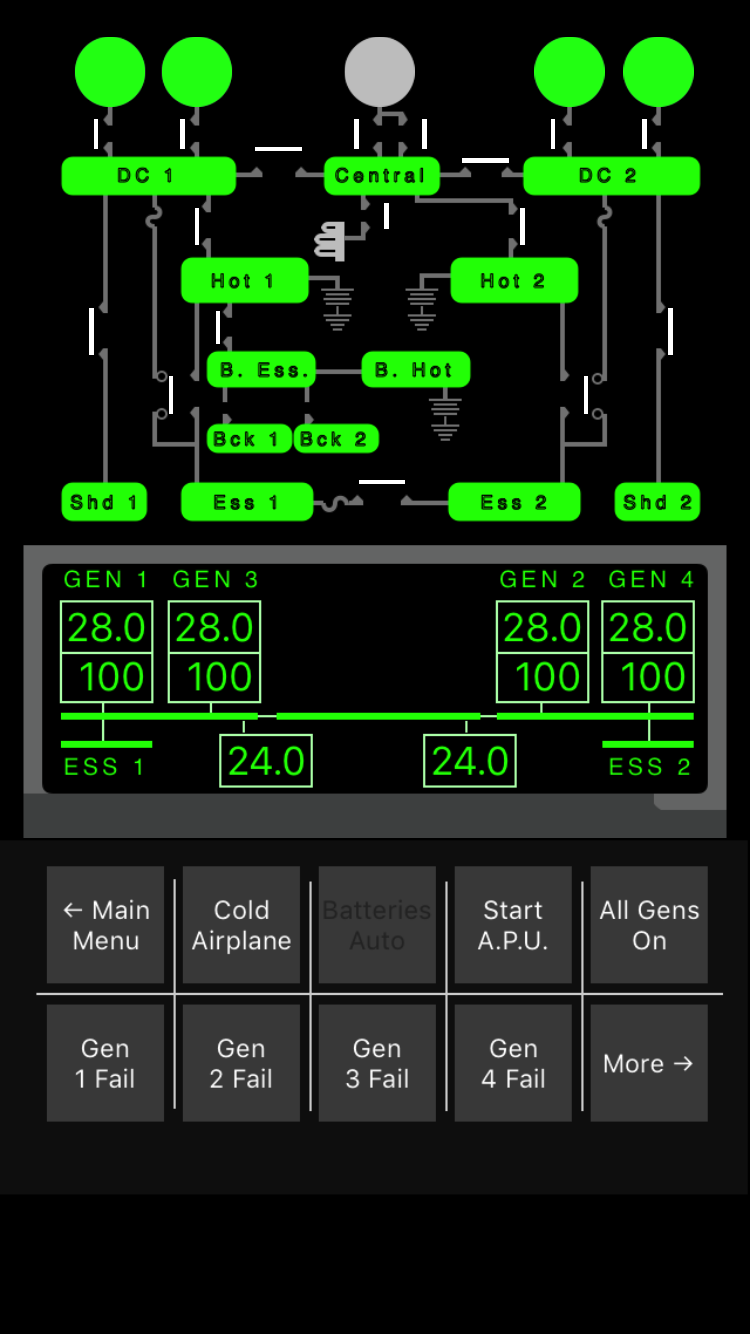 DC 1
Central
DC 2
Hot 1
Hot 2
B. Ess.
B. Hot
Bck 1
Bck 2
Shd 1
Ess 1
Ess 2
Shd 2
GEN 1
GEN 3
GEN 2
GEN 4
28.0
28.0
28.0
28.0
100
100
100
100
24.0
24.0
ESS 1
ESS 2
← Main
Menu
Cold
Airplane
Batteries
Auto
Start
A.P.U.
All Gens
On
Gen
1 Fail
Gen
2 Fail
Gen
3 Fail
Gen
4 Fail
More →